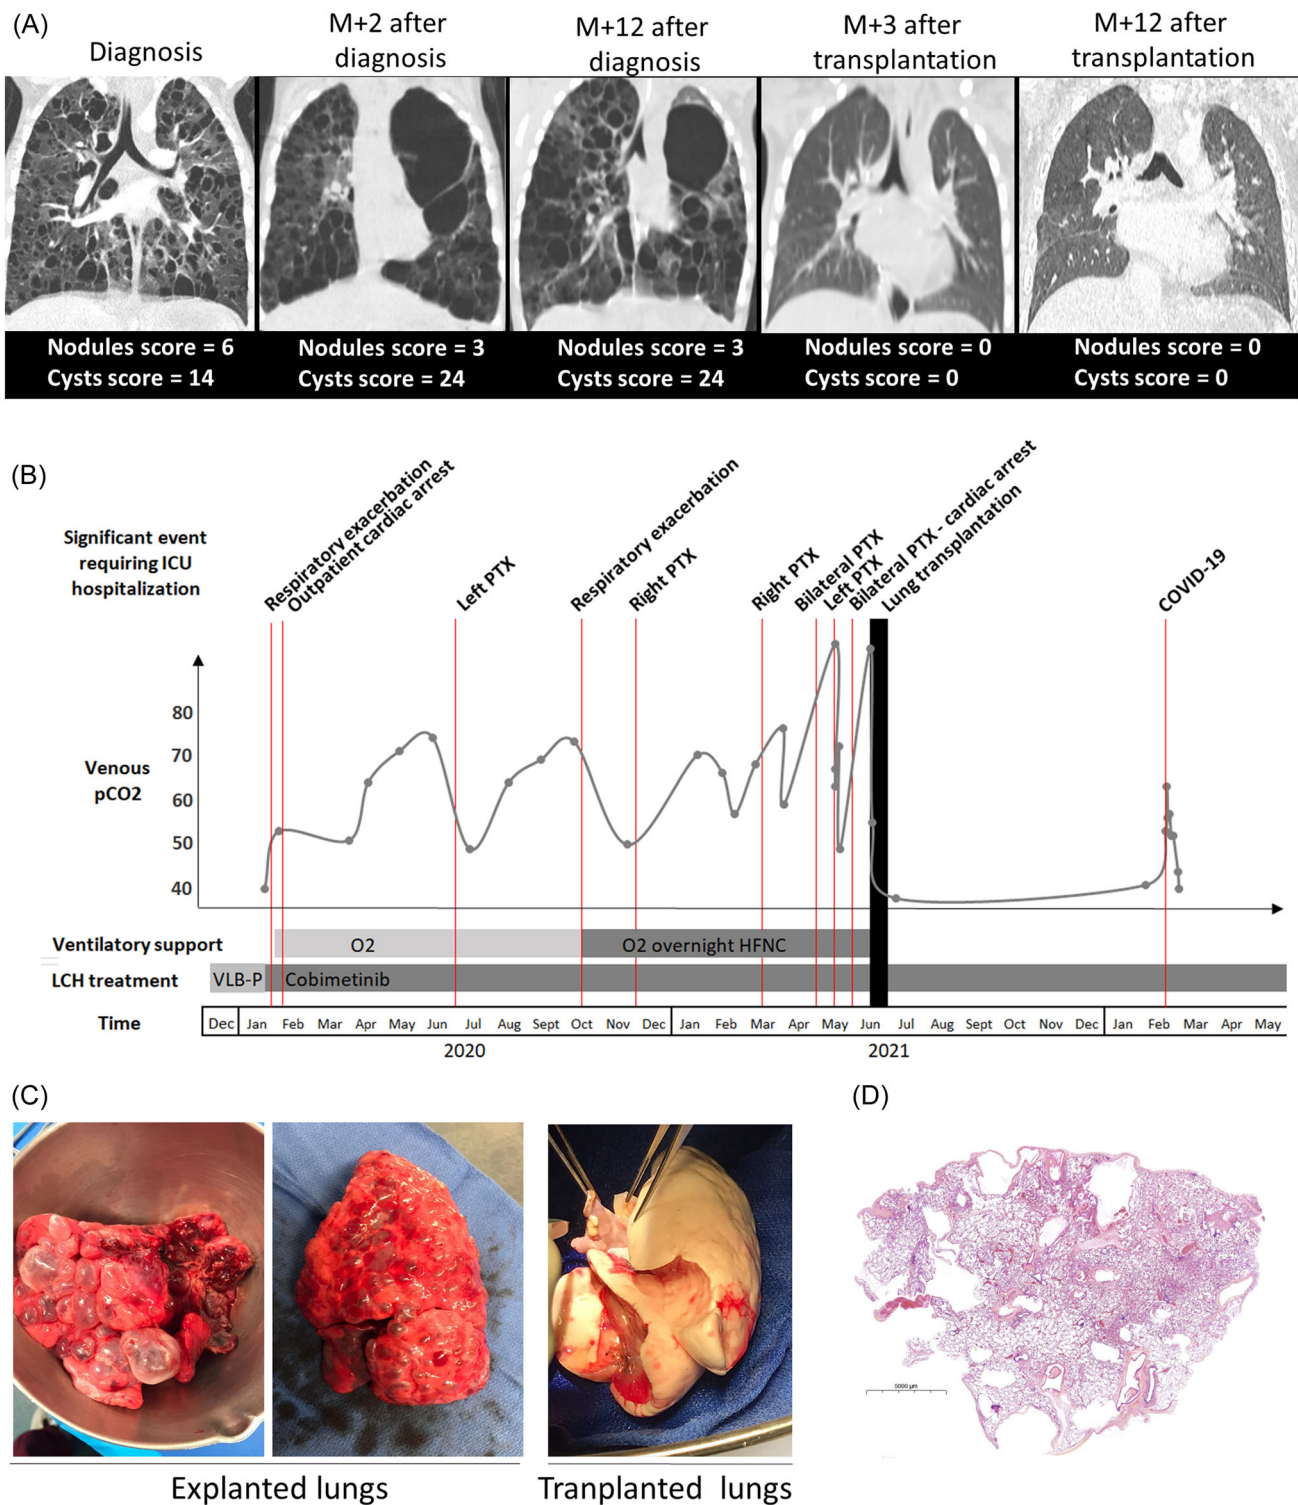 (A)
Diagnosis
M+2 after
diagnosis
M+12 after
diagnosis
M+3 after
transplantation
M+12 after
transplantation
Nodules score = 6
Cysts score = 14
Nodules score = 3
Cysts score = 24
Nodules score = 3
Cysts score = 24
Nodules score = 0
Cysts score = 0
Nodules score = 0
Cysts score = 0
(B)
Significant event
requiring ICU
hospitalization
Respiratory exacerbation
Outpatient cardiac arrest
Left PTX
Respiratory exacerbation
Right PTX
Right PTX
Bilateral PTX
Left PTX
Bilateral PTX - cardiac arrest
Lung transplantation
COVID-19
Venous
pCO2
80
70
60
50
40
Ventilatory support
O2
O2 overnight HFNC
LCH treatment
VLB-P
Cobimetinib
Time
Dec Jan Feb Mar Apr May Jun Jul Aug Sept Oct Nov Dec Jan Feb Mar Apr May Jun Jul Aug Sep Oct Nov Dec Jan Feb Mar Apr May
2020
2021
(C)
Explanted lungs
Tranplanted lungs
(D)
5000 µm